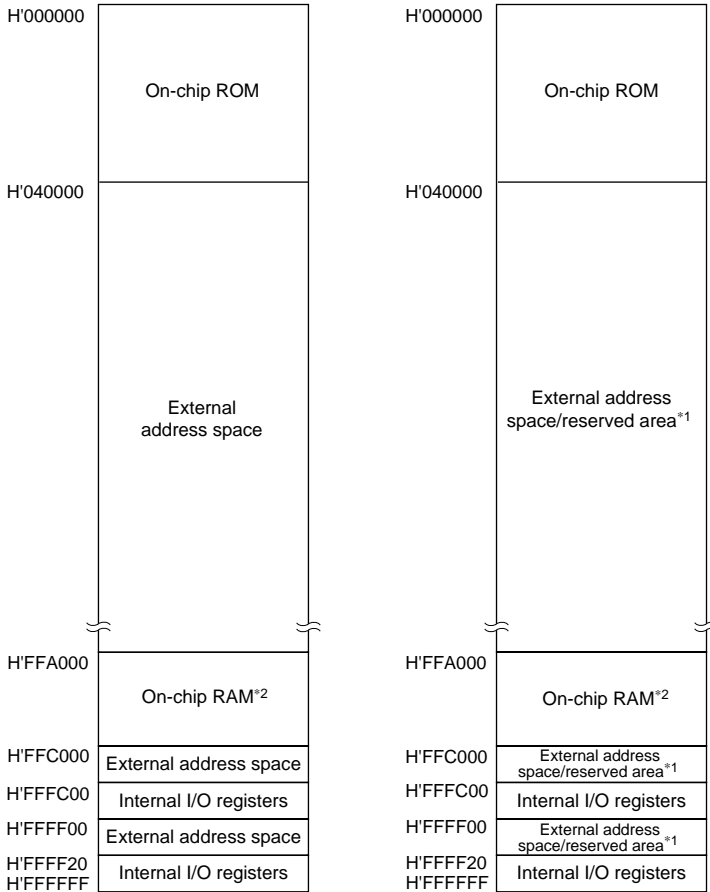 H'000000
On-chip ROM
H'040000
External
address space
H'FFA000
On-chip RAM*2
H'FFC000
External address space
H'FFFC00
Internal I/O registers
H'FFFF00
External address space
H'FFFF20
Internal I/O registers
H'FFFFFF
H'000000
On-chip ROM
H'040000
External address
space/reserved area*1
H'FFA000
On-chip RAM*2
H'FFC000
External address
space/reserved area*1
H'FFFC00
Internal I/O registers
H'FFFF00
External address
space/reserved area*1
H'FFFF20
Internal I/O registers
H'FFFFFF